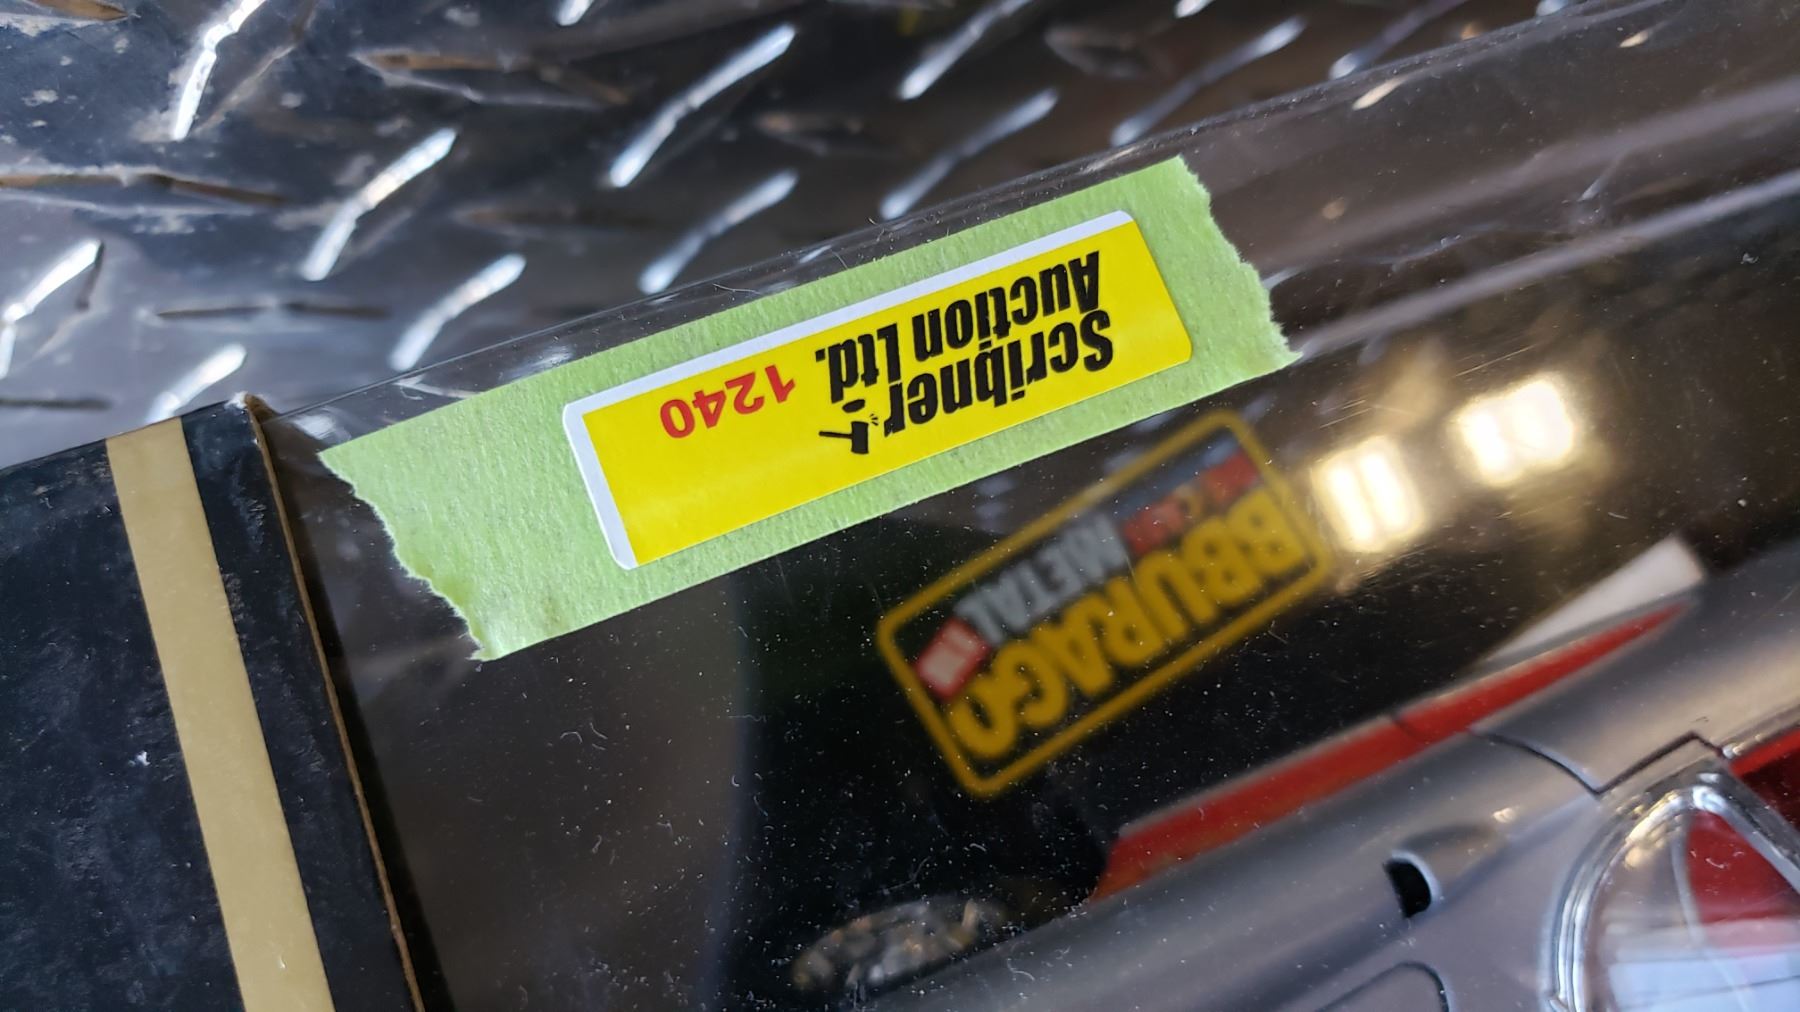 Scribner
Auction Ltd.
1240
BBURAGO
METAL